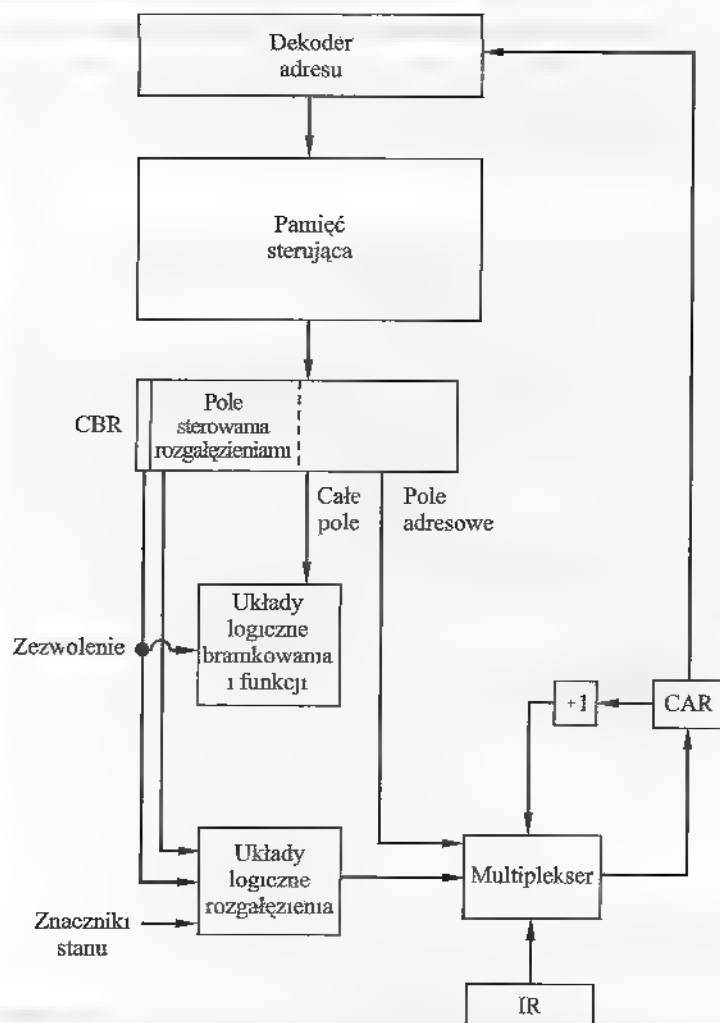 Dekoder
adresu
Pamięć
sterująca
CBR
Pole
sterowania
rozgałęzieniami
Całe
pole
Pole
adresowe
Układy
logiczne
bramkowania
i funkcji
Zezwolenie
+1
CAR
Układy
logiczne
rozgałęzienia
Multiplekser
Znaczniki
stanu
IR